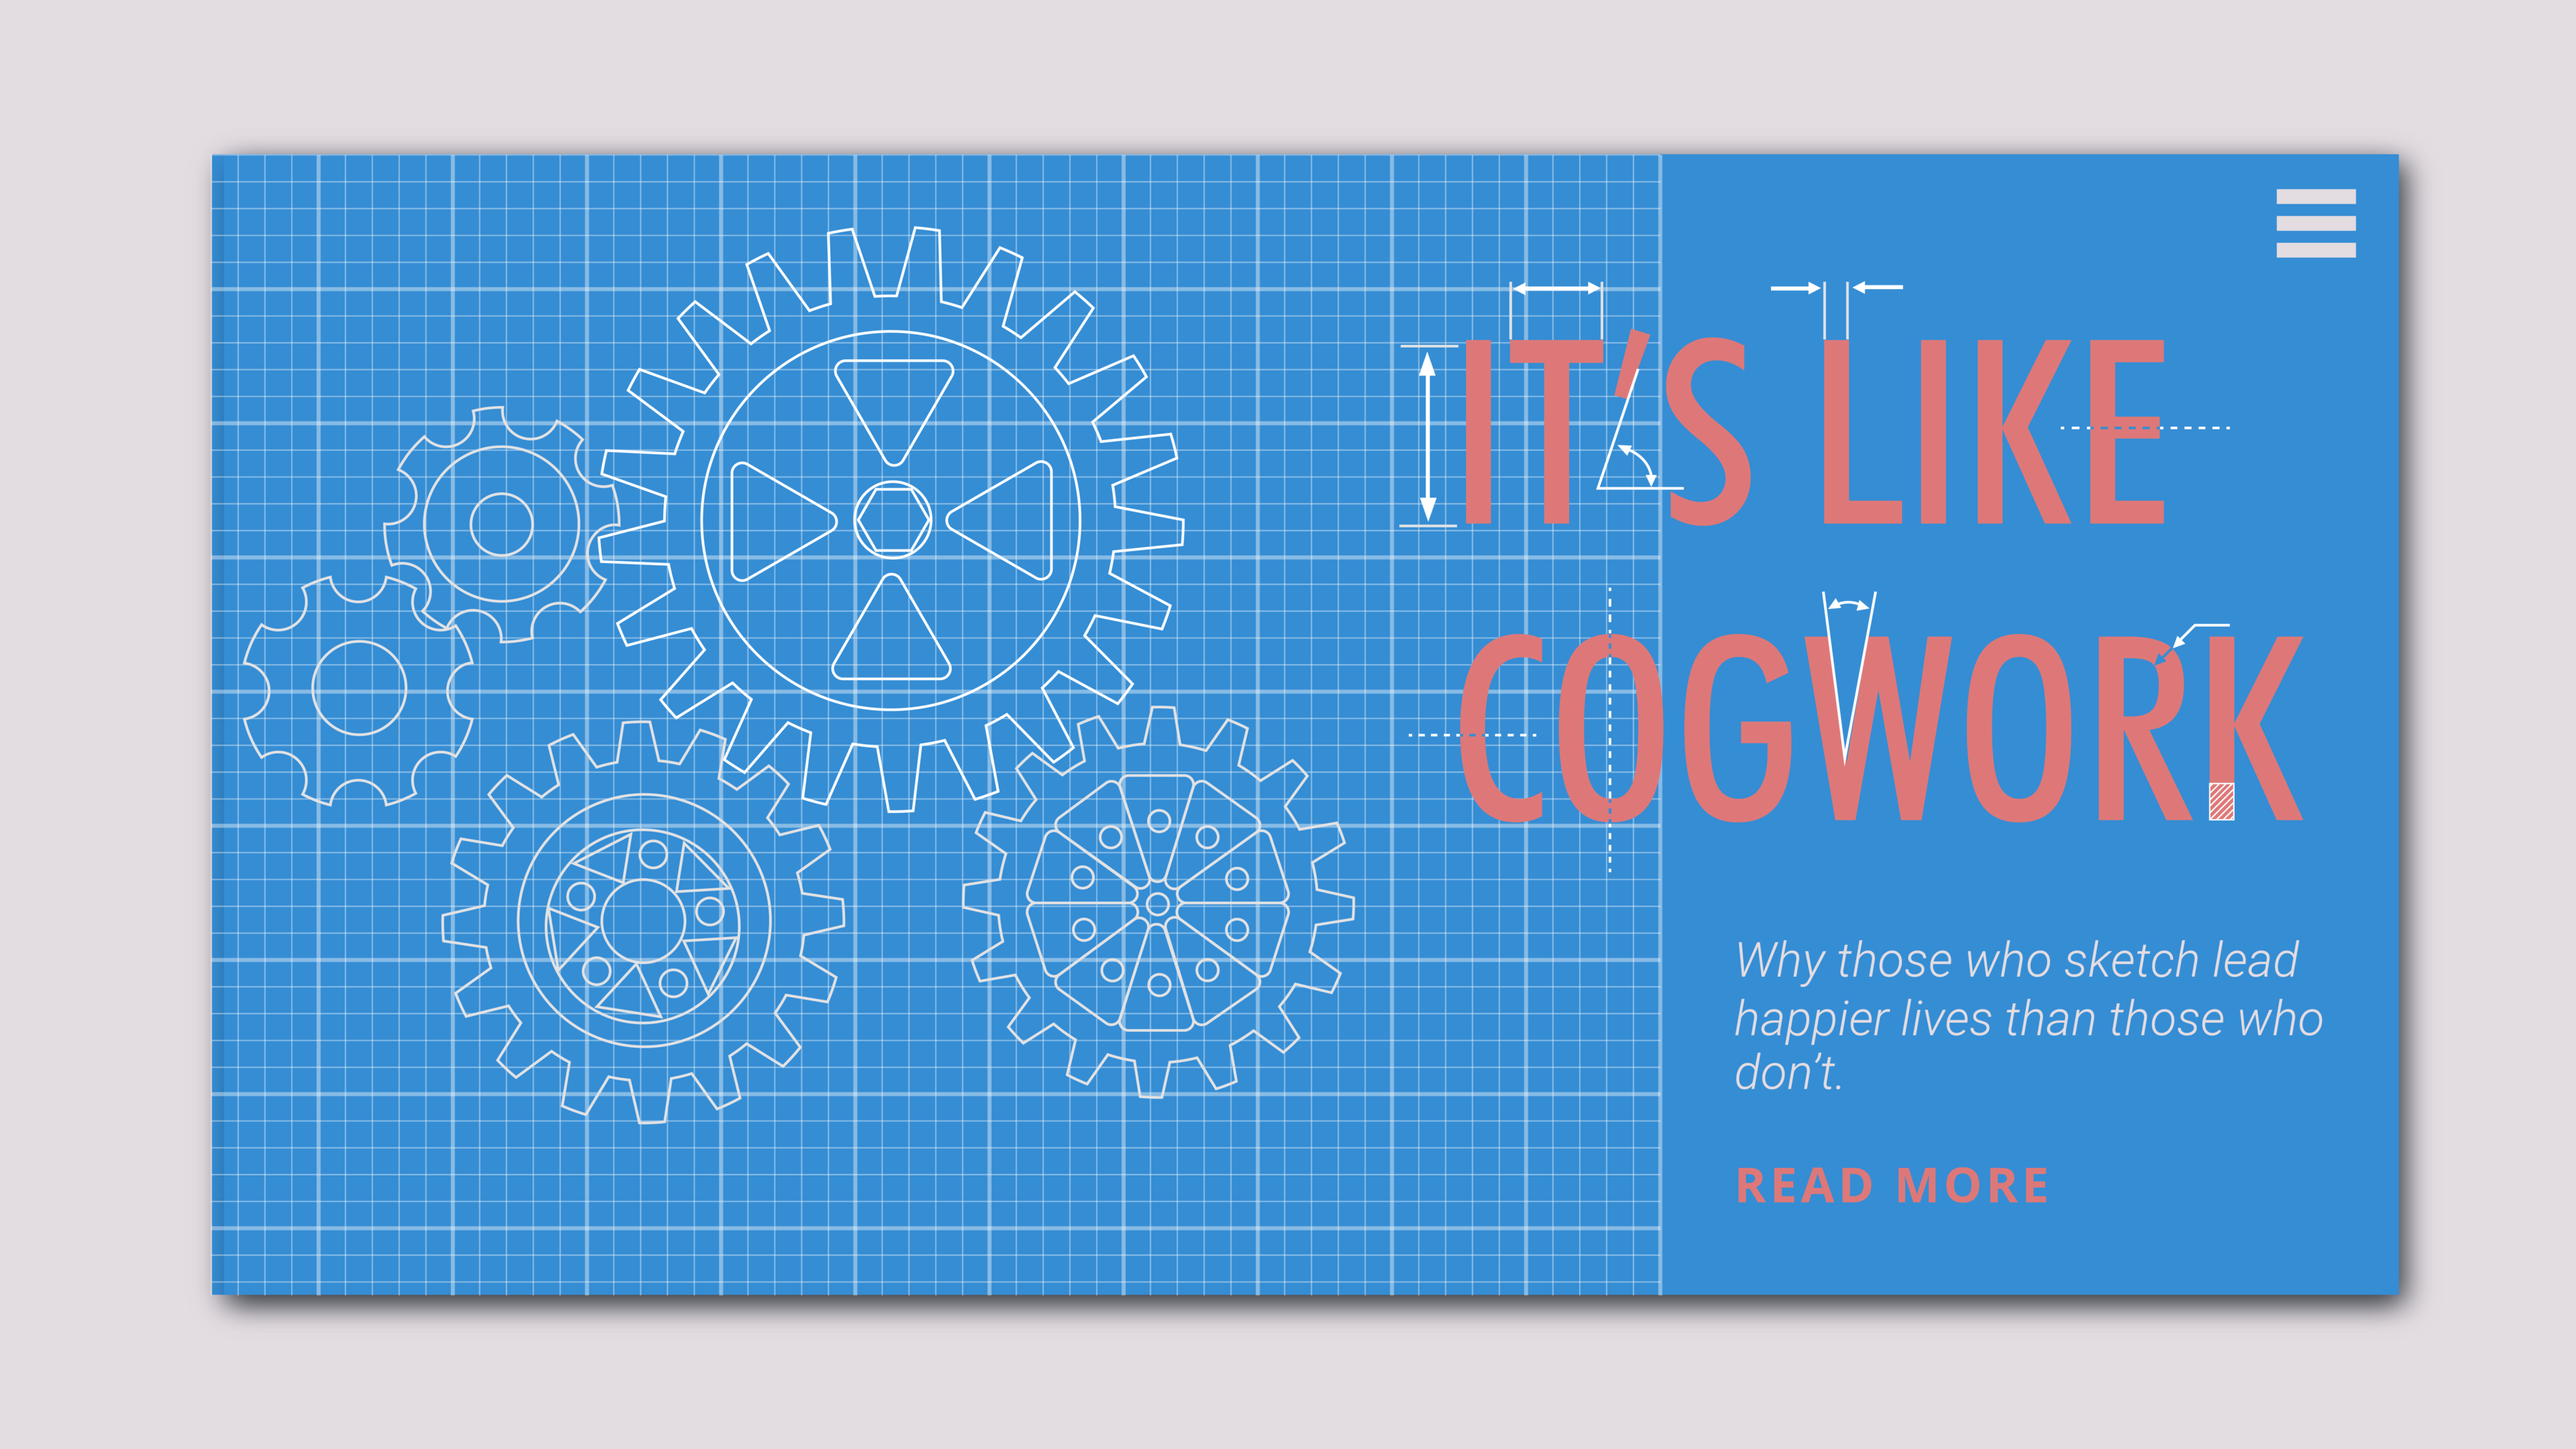 IT'S LIKE
COGWORK
Why those who sketch lead
happier lives than those who
don't.
READ MORE